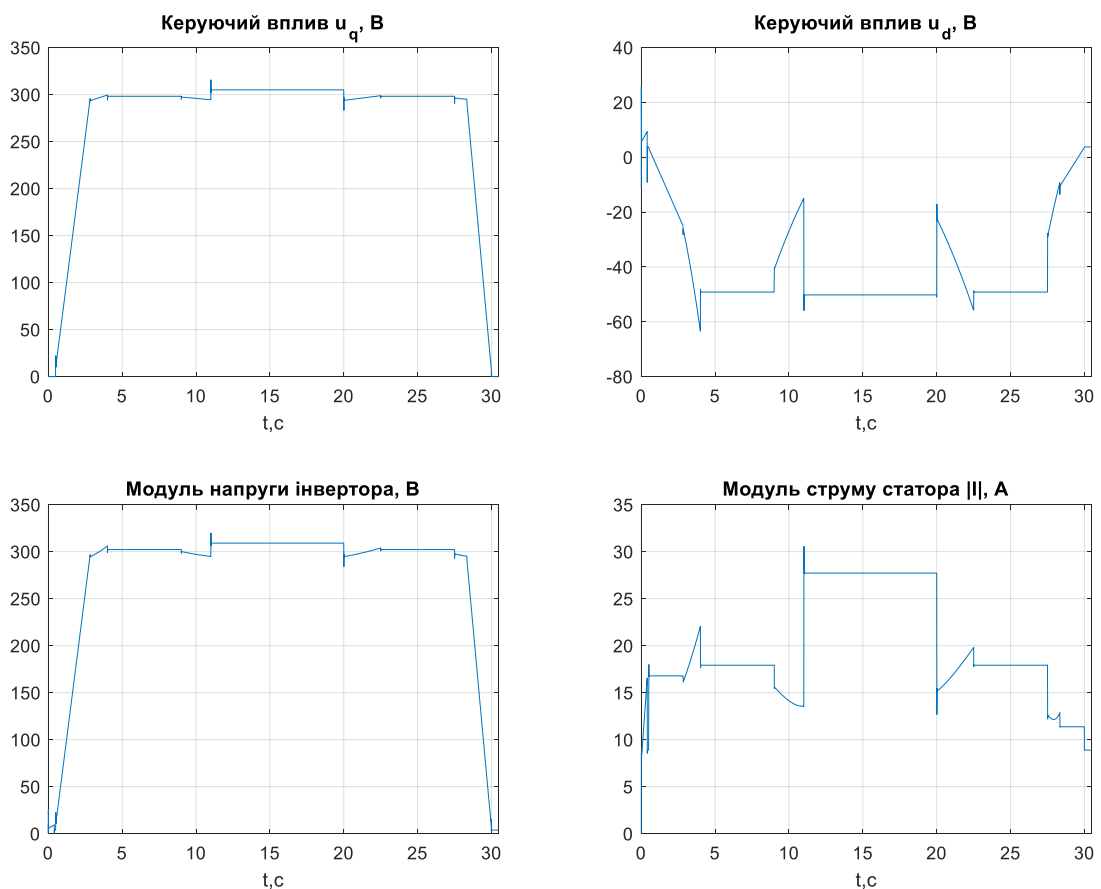 Керуючий вплив u_q, В
350
300
250
200
150
100
50
0
0 5 10 15 20 25 30
t,c
Керуючий вплив u_d, В
40
20
0
-20
-40
-60
-80
0 5 10 15 20 25 30
t,c
Модуль напруги інвертора, В
350
300
250
200
150
100
50
0
0 5 10 15 20 25 30
t,c
Модуль струму статора |I|, А
35
30
25
20
15
10
5
0
0 5 10 15 20 25 30
t,c